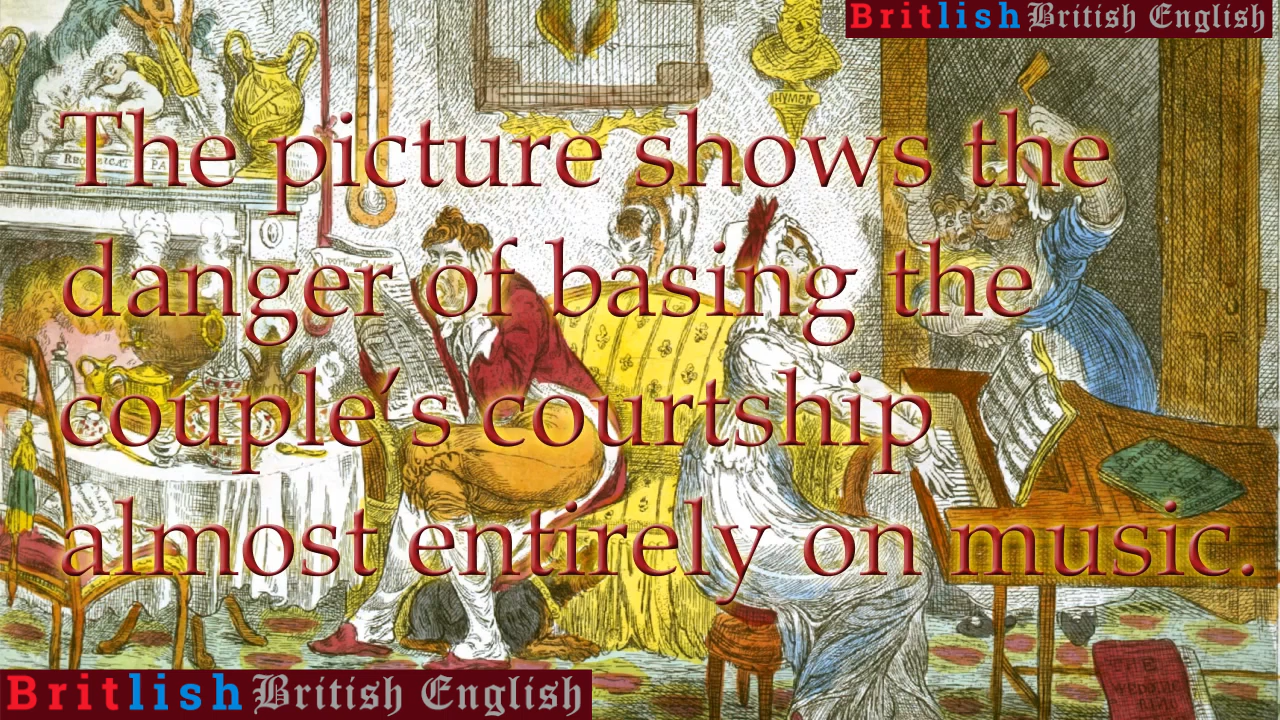 Britlish British English
HYMEN
The picture shows the
danger of basing the
couple's courtship
almost entirely on music.
Britlish British English